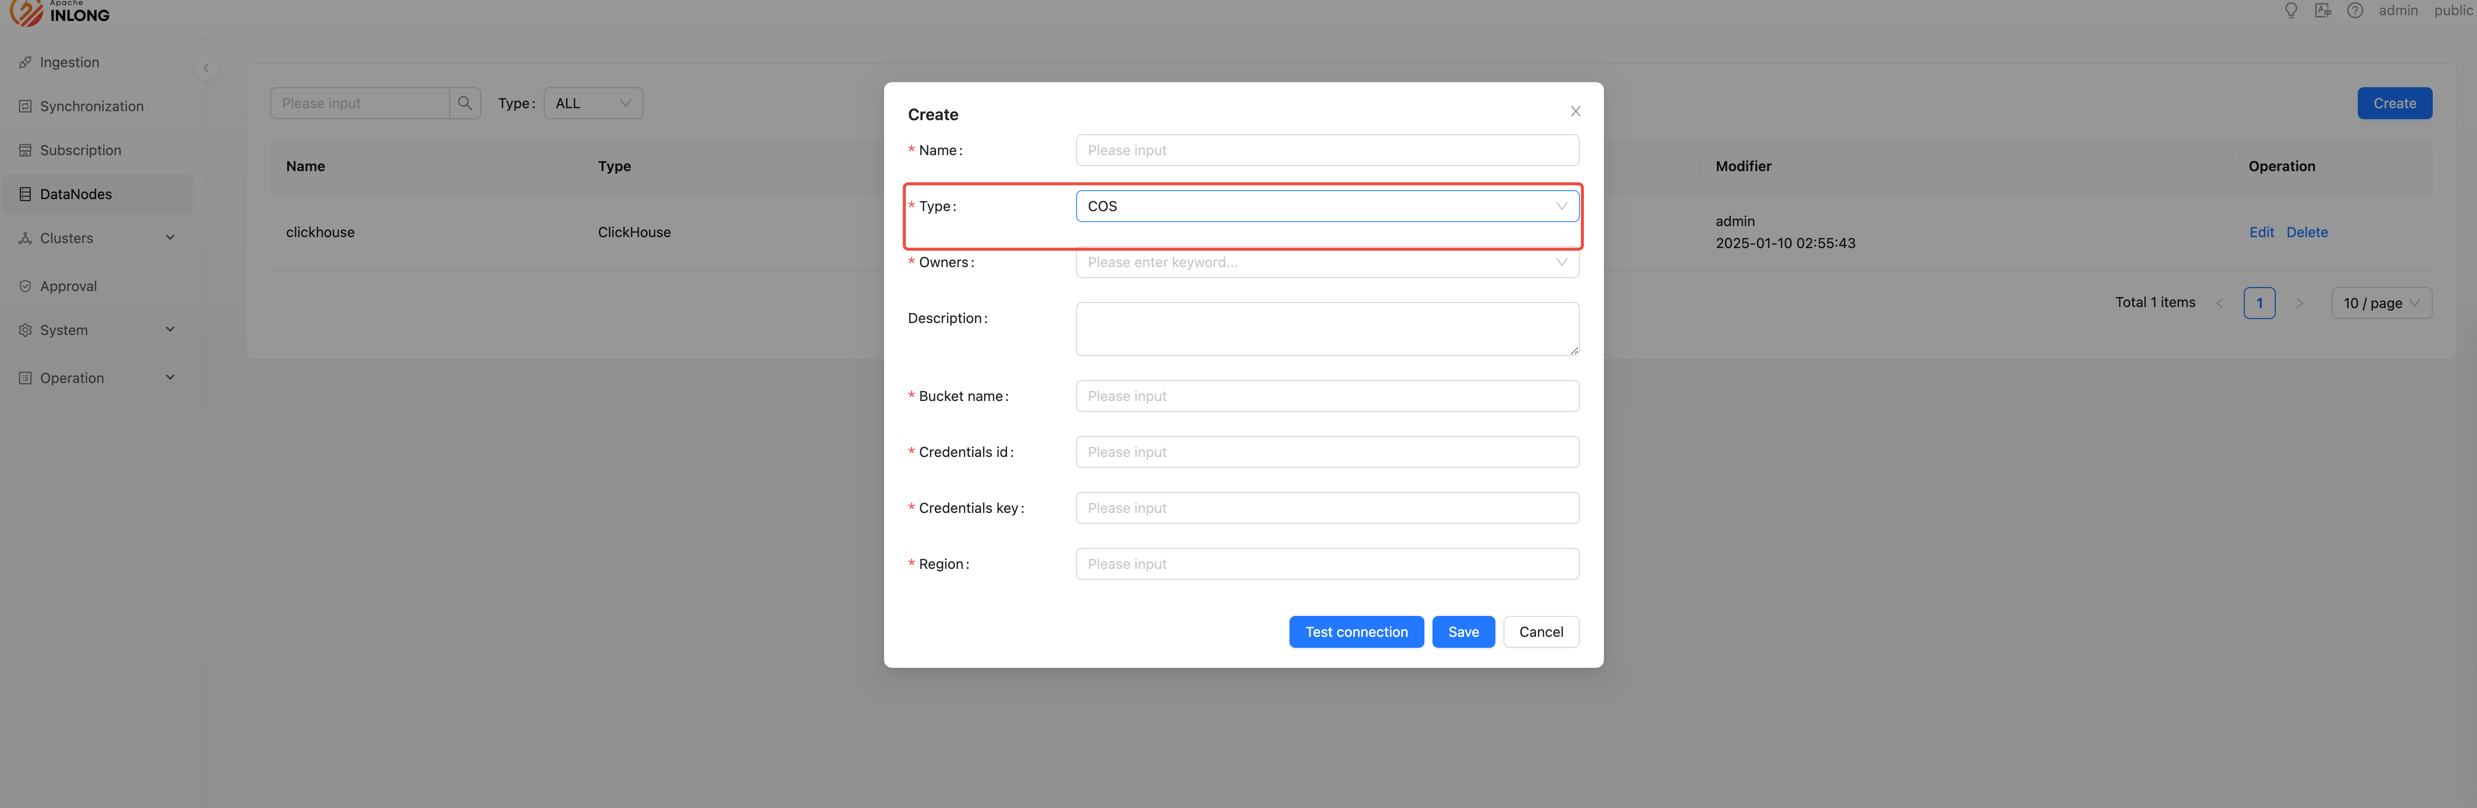 Apache
INLONG
admin public
Ingestion
Synchronization
Subscription
DataNodes
Clusters
Approval
System
Operation
Please input Type: ALL Create
Name Type Modifier Operation
clickhouse ClickHouse admin
2025-01-10 02:55:43 Edit Delete
Total 1 items < 1 > 10 / page
Create
* Name: Please input
* Type: COS
* Owners: Please enter keyword...
Description:
* Bucket name: Please input
* Credentials id: Please input
* Credentials key: Please input
* Region: Please input
Test connection Save Cancel